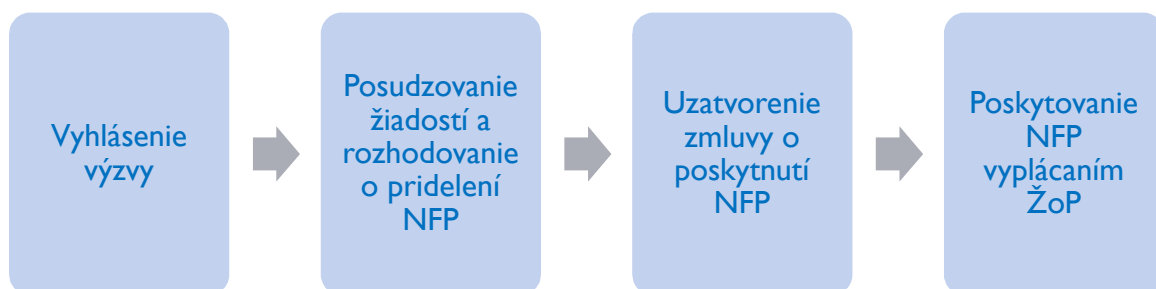 Vyhlásenie
výzvy
Posudzovanie
žiadostí a
rozhodovanie
o pridelení
NFP
Uzatvorenie
zmluvy o
poskytnutí
NFP
Poskytovanie
NFP
vyplácaním
ŽoP